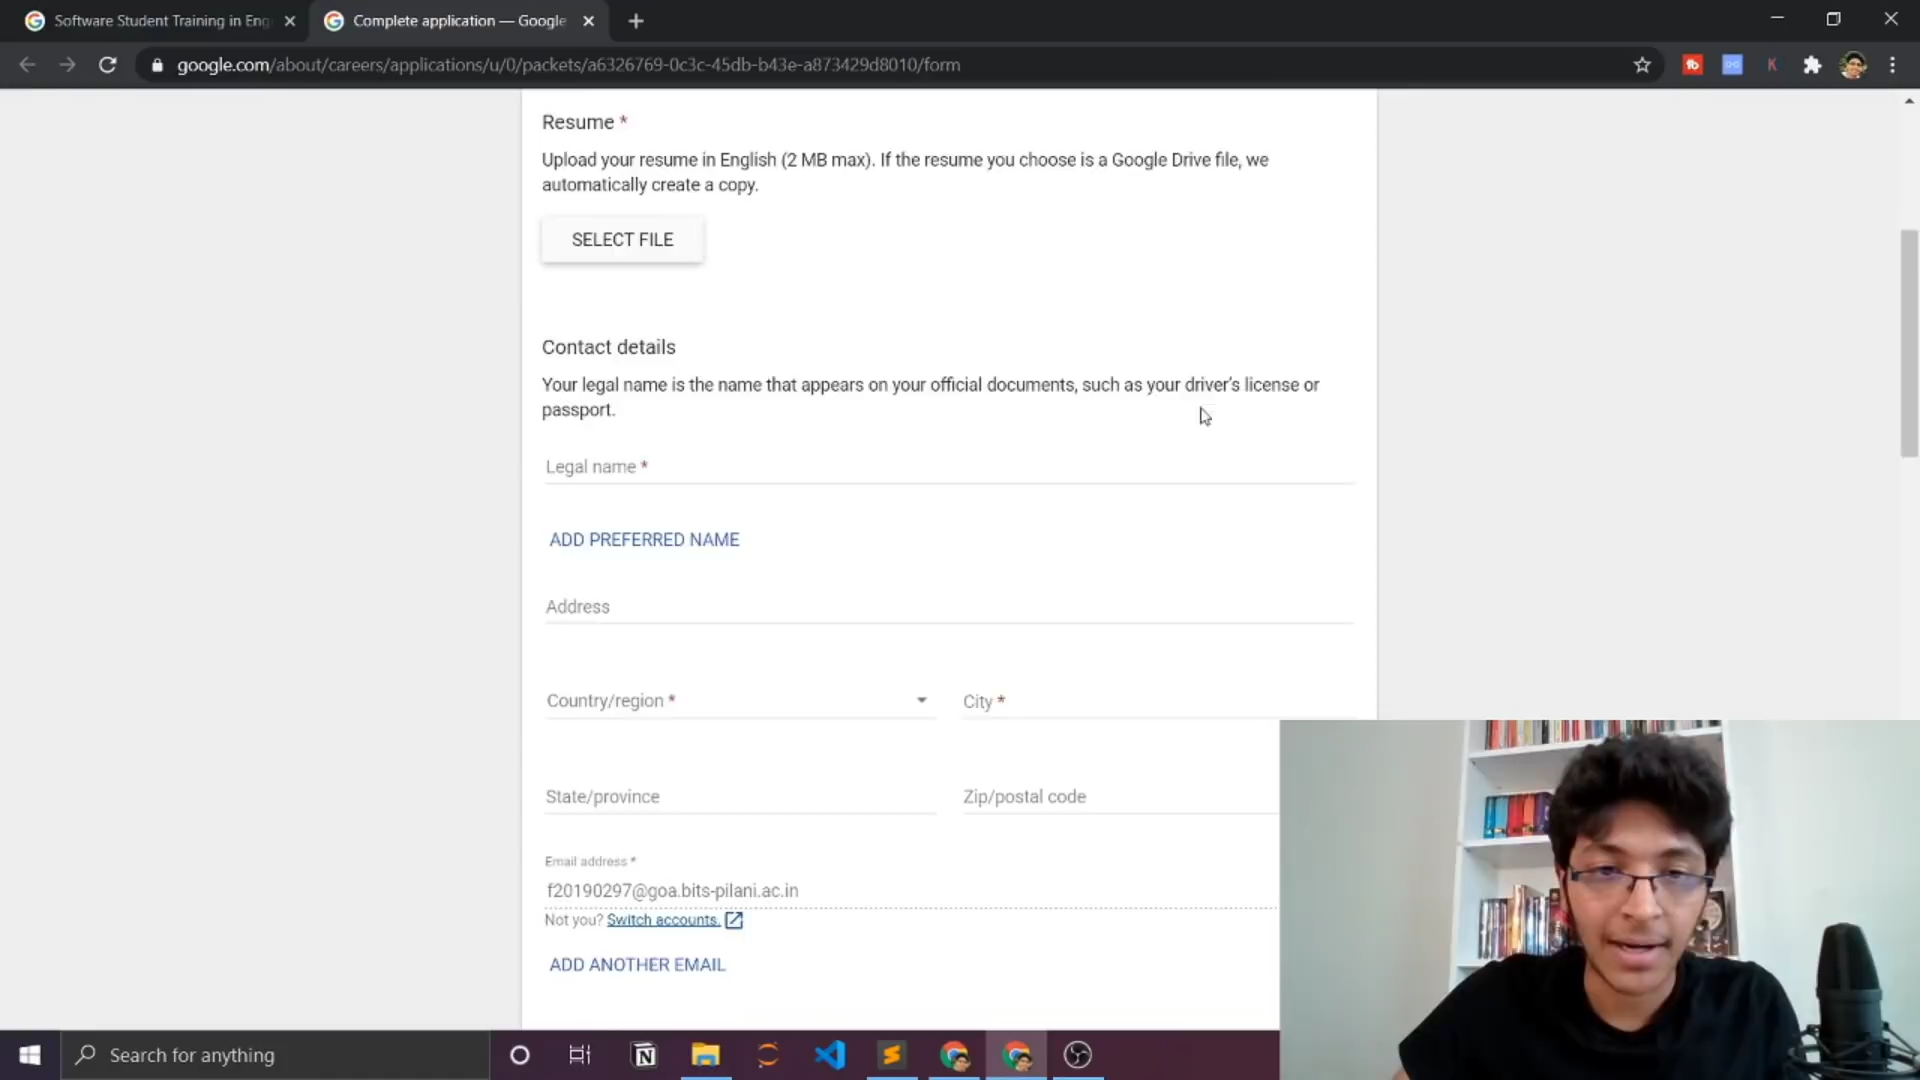 Software Student Training in Eng
Complete application — Google
google.com/about/careers/applications/u/0/packets/a6326769-0c3c-45db-b43e-a873429d8010/form
Resume *
Upload your resume in English (2 MB max). If the resume you choose is a Google Drive file, we
automatically create a copy.
SELECT FILE
Contact details
Your legal name is the name that appears on your official documents, such as your driver's license or
passport.
Legal name *
ADD PREFERRED NAME
Address
Country/region *
City *
State/province
Zip/postal code
Email address *
f20190297@goa.bits-pilani.ac.in
Not you? Switch accounts.
ADD ANOTHER EMAIL
Search for anything